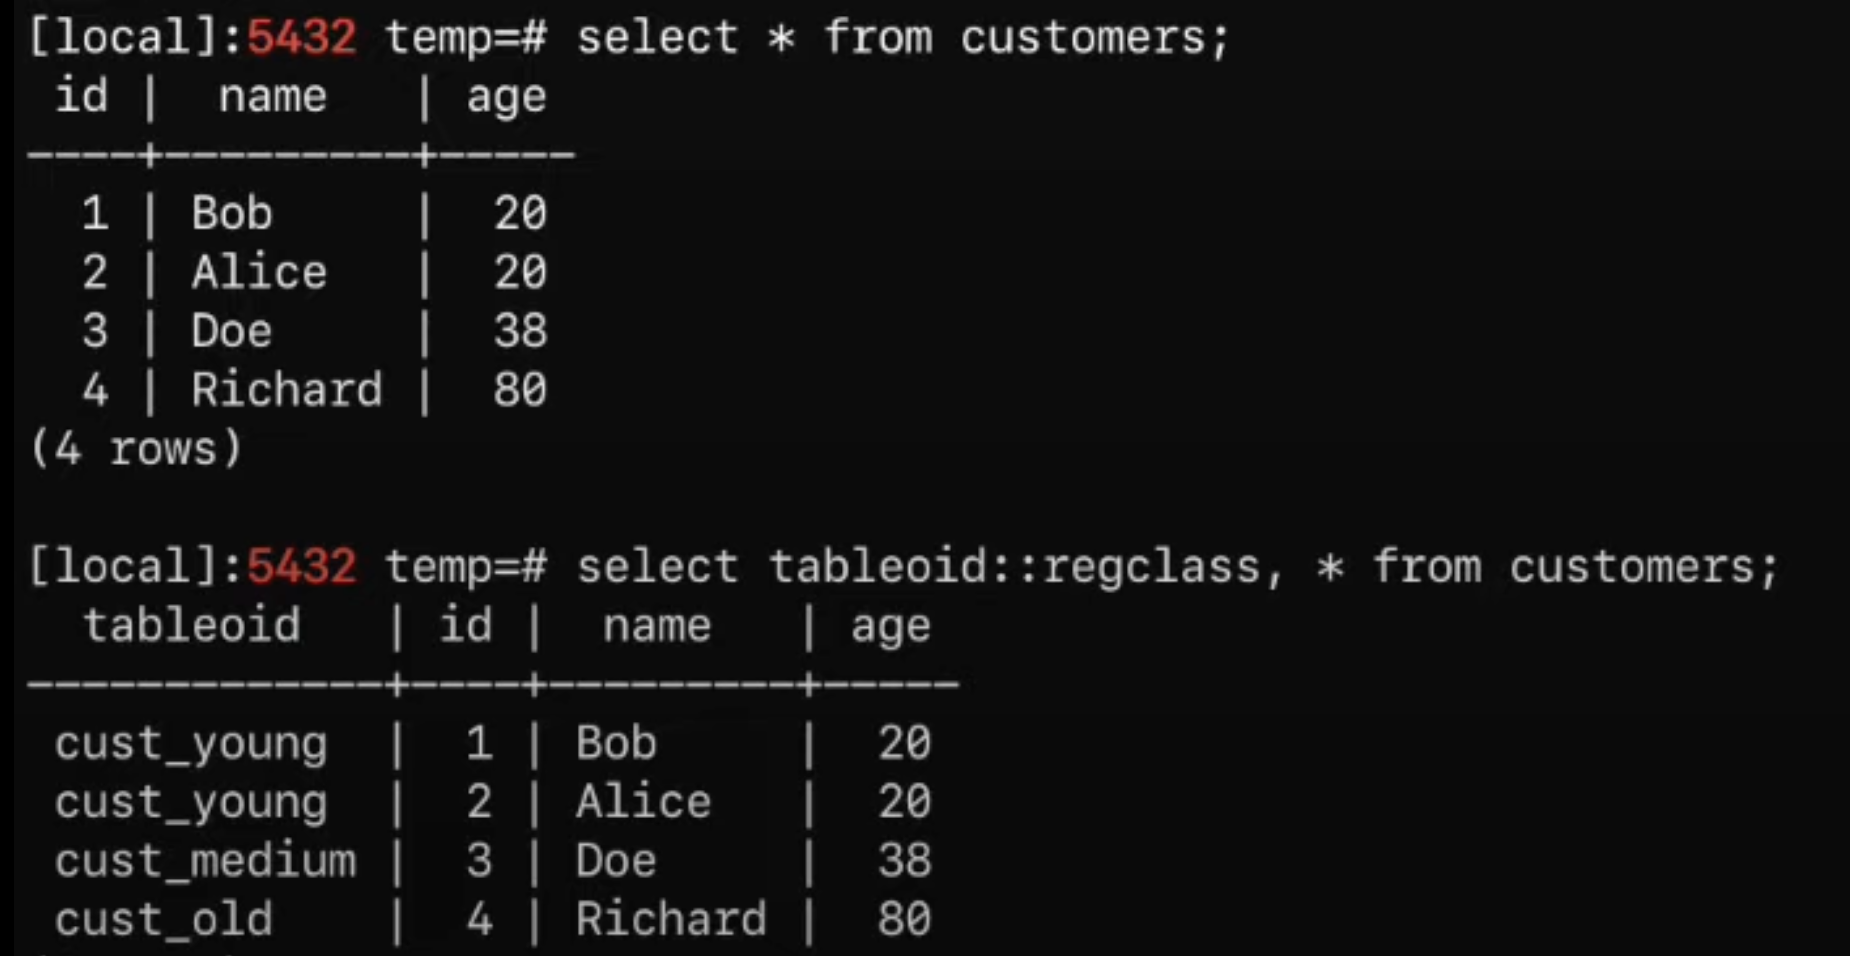 [local]:5432 temp=# select * from customers;
 id |  name   | age
----+---------+-----
  1 | Bob     |  20
  2 | Alice   |  20
  3 | Doe     |  38
  4 | Richard |  80
(4 rows)

[local]:5432 temp=# select tableoid::regclass, * from customers;
  tableoid   | id |  name   | age
-------------+----+---------+-----
 cust_young  |  1 | Bob     |  20
 cust_young  |  2 | Alice   |  20
 cust_medium |  3 | Doe     |  38
 cust_old    |  4 | Richard |  80